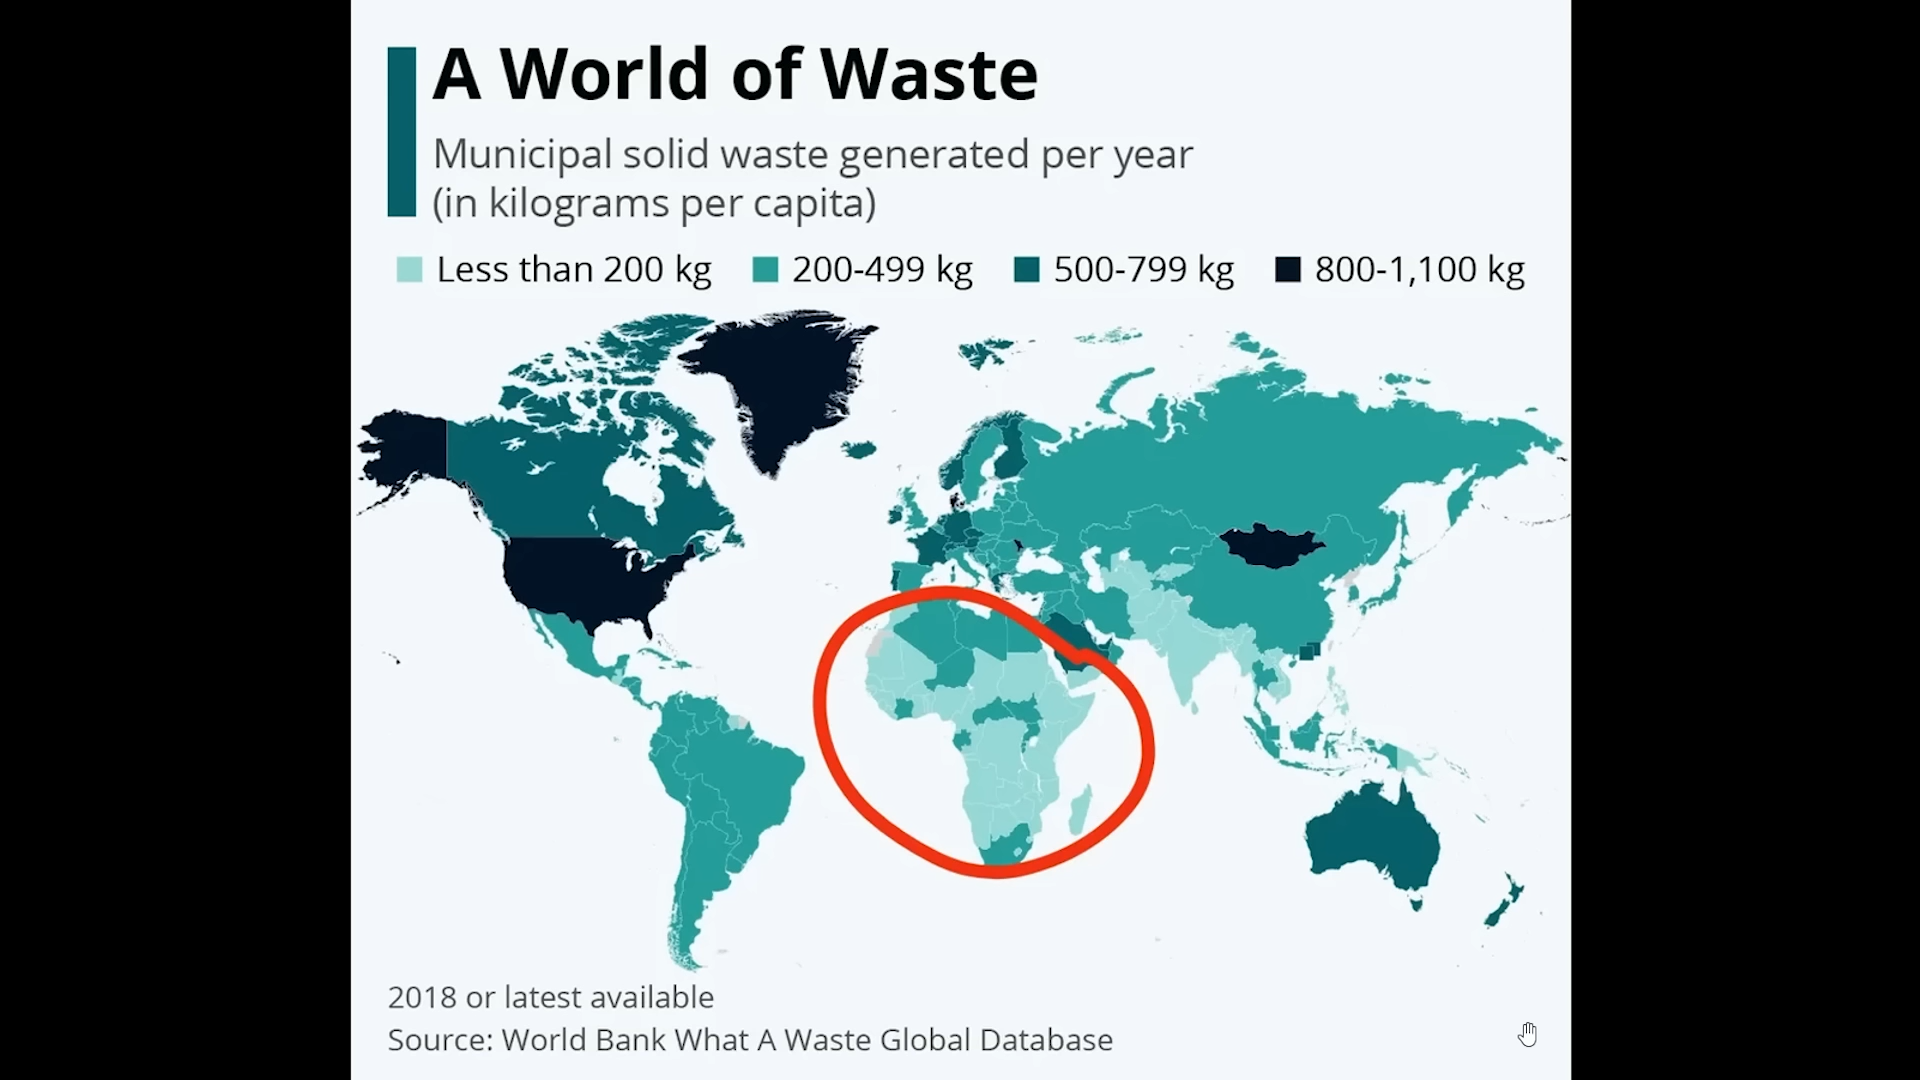 A World of Waste
Municipal solid waste generated per year
(in kilograms per capita)
Less than 200 kg 200-499 kg 500-799 kg 800-1,100 kg
2018 or latest available
Source: World Bank What A Waste Global Database